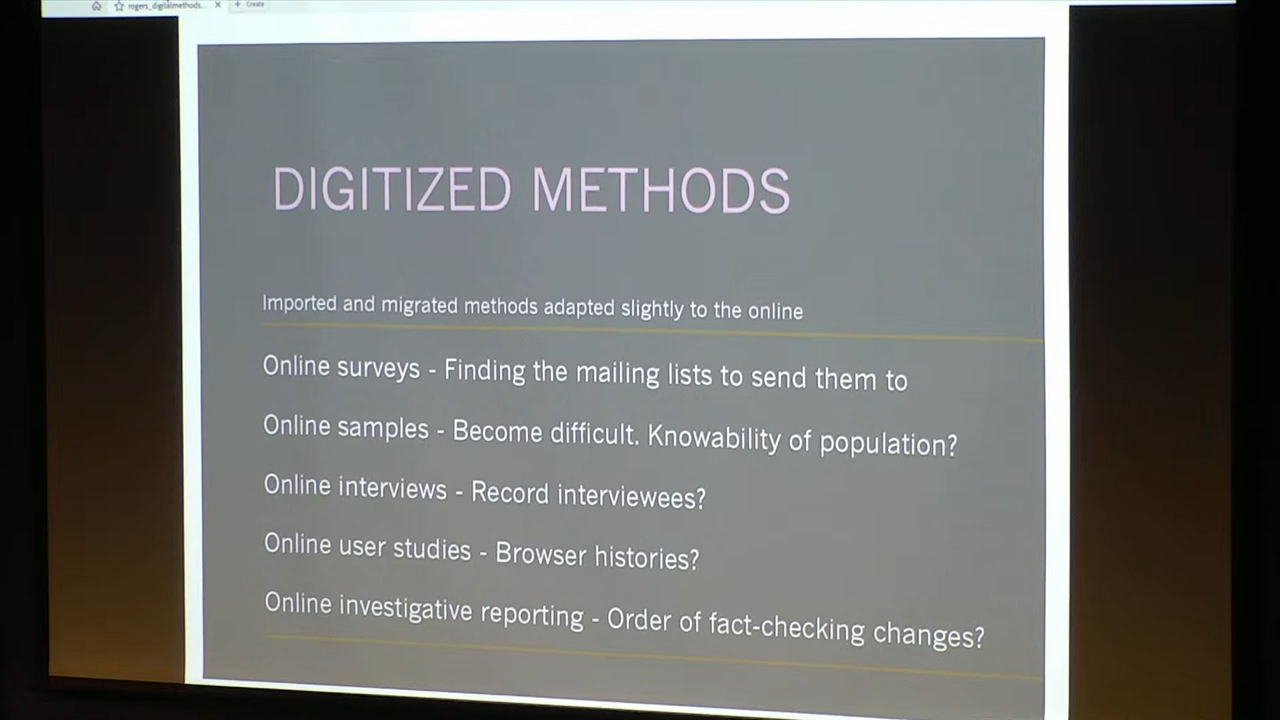 rogers_digitalmethods...
Create
DIGITIZED METHODS
Imported and migrated methods adapted slightly to the online
Online surveys - Finding the mailing lists to send them to
Online samples - Become difficult. Knowability of population?
Online interviews - Record interviewees?
Online user studies - Browser histories?
Online investigative reporting - Order of fact-checking changes?